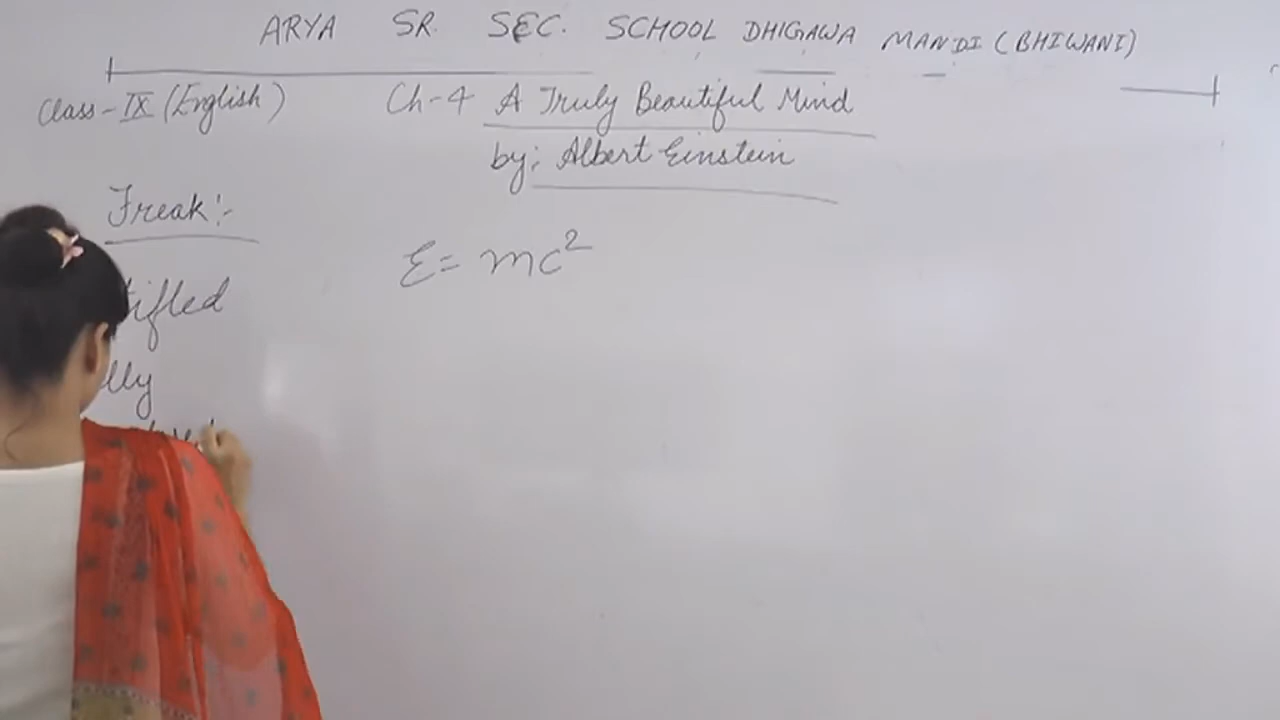 ARYA SR. SEC. SCHOOL DHIGAWA MANDI (BHIWANI)
Class-IX (English) Ch-4 A Truly Beautiful Mind
by: Albert Einstein
Freak:-
E = mc²